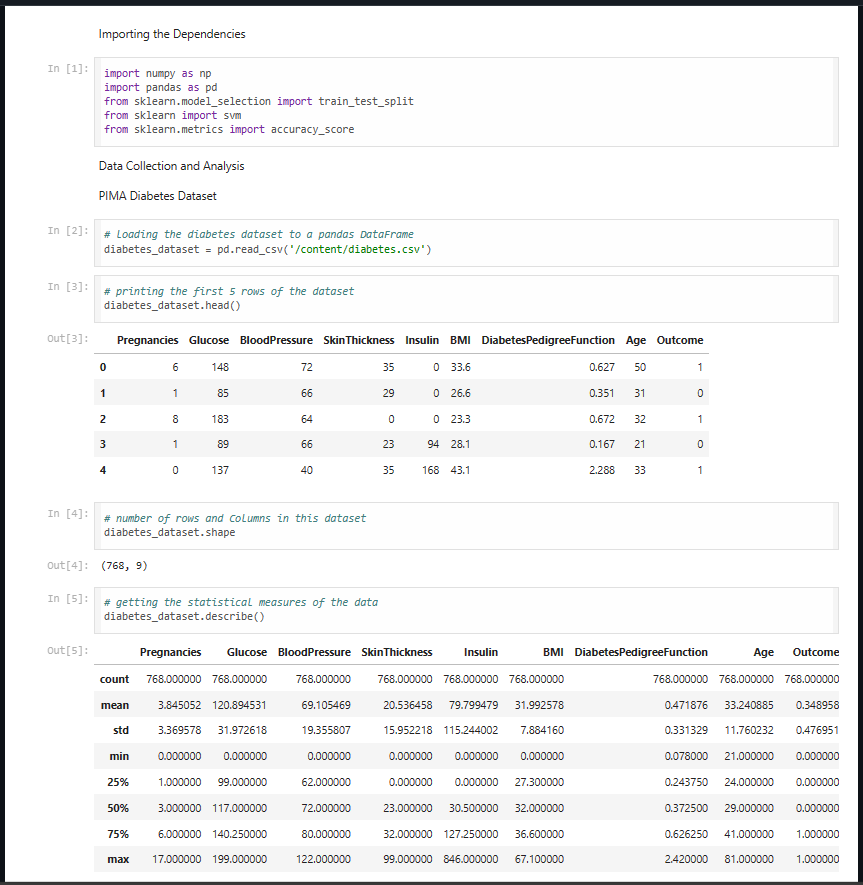 Importing the Dependencies
In [1]:
import numpy as np
import pandas as pd
from sklearn.model_selection import train_test_split
from sklearn import svm
from sklearn.metrics import accuracy_score
Data Collection and Analysis
PIMA Diabetes Dataset
In [2]:
# Loading the diabetes dataset to a pandas DataFrame
diabetes_dataset = pd.read_csv('/content/diabetes.csv')
In [3]:
# printing the first 5 rows of the dataset
diabetes_dataset.head()
Out[3]:
Pregnancies Glucose BloodPressure SkinThickness Insulin BMI DiabetesPedigreeFunction Age Outcome
0 6 148 72 35 0 33.6 0.627 50 1
1 1 85 66 29 0 26.6 0.351 31 0
2 8 183 64 0 0 23.3 0.672 32 1
3 1 89 66 23 94 28.1 0.167 21 0
4 0 137 40 35 168 43.1 2.288 33 1
In [4]:
# number of rows and Columns in this dataset
diabetes_dataset.shape
Out[4]: (768, 9)
In [5]:
# getting the statistical measures of the data
diabetes_dataset.describe()
Out[5]:
Pregnancies Glucose BloodPressure SkinThickness Insulin BMI DiabetesPedigreeFunction Age Outcome
count 768.000000 768.000000 768.000000 768.000000 768.000000 768.000000 768.000000 768.000000 768.000000
mean 3.845052 120.894531 69.105469 20.536458 79.799479 31.992578 0.471876 33.240885 0.348958
std 3.369578 31.972618 19.355807 15.952218 115.244002 7.884160 0.331329 11.760232 0.476951
min 0.000000 0.000000 0.000000 0.000000 0.000000 0.000000 0.078000 21.000000 0.000000
25% 1.000000 99.000000 62.000000 0.000000 0.000000 27.300000 0.243750 24.000000 0.000000
50% 3.000000 117.000000 72.000000 23.000000 30.500000 32.000000 0.372500 29.000000 0.000000
75% 6.000000 140.250000 80.000000 32.000000 127.250000 36.600000 0.626250 41.000000 1.000000
max 17.000000 199.000000 122.000000 99.000000 846.000000 67.100000 2.420000 81.000000 1.000000